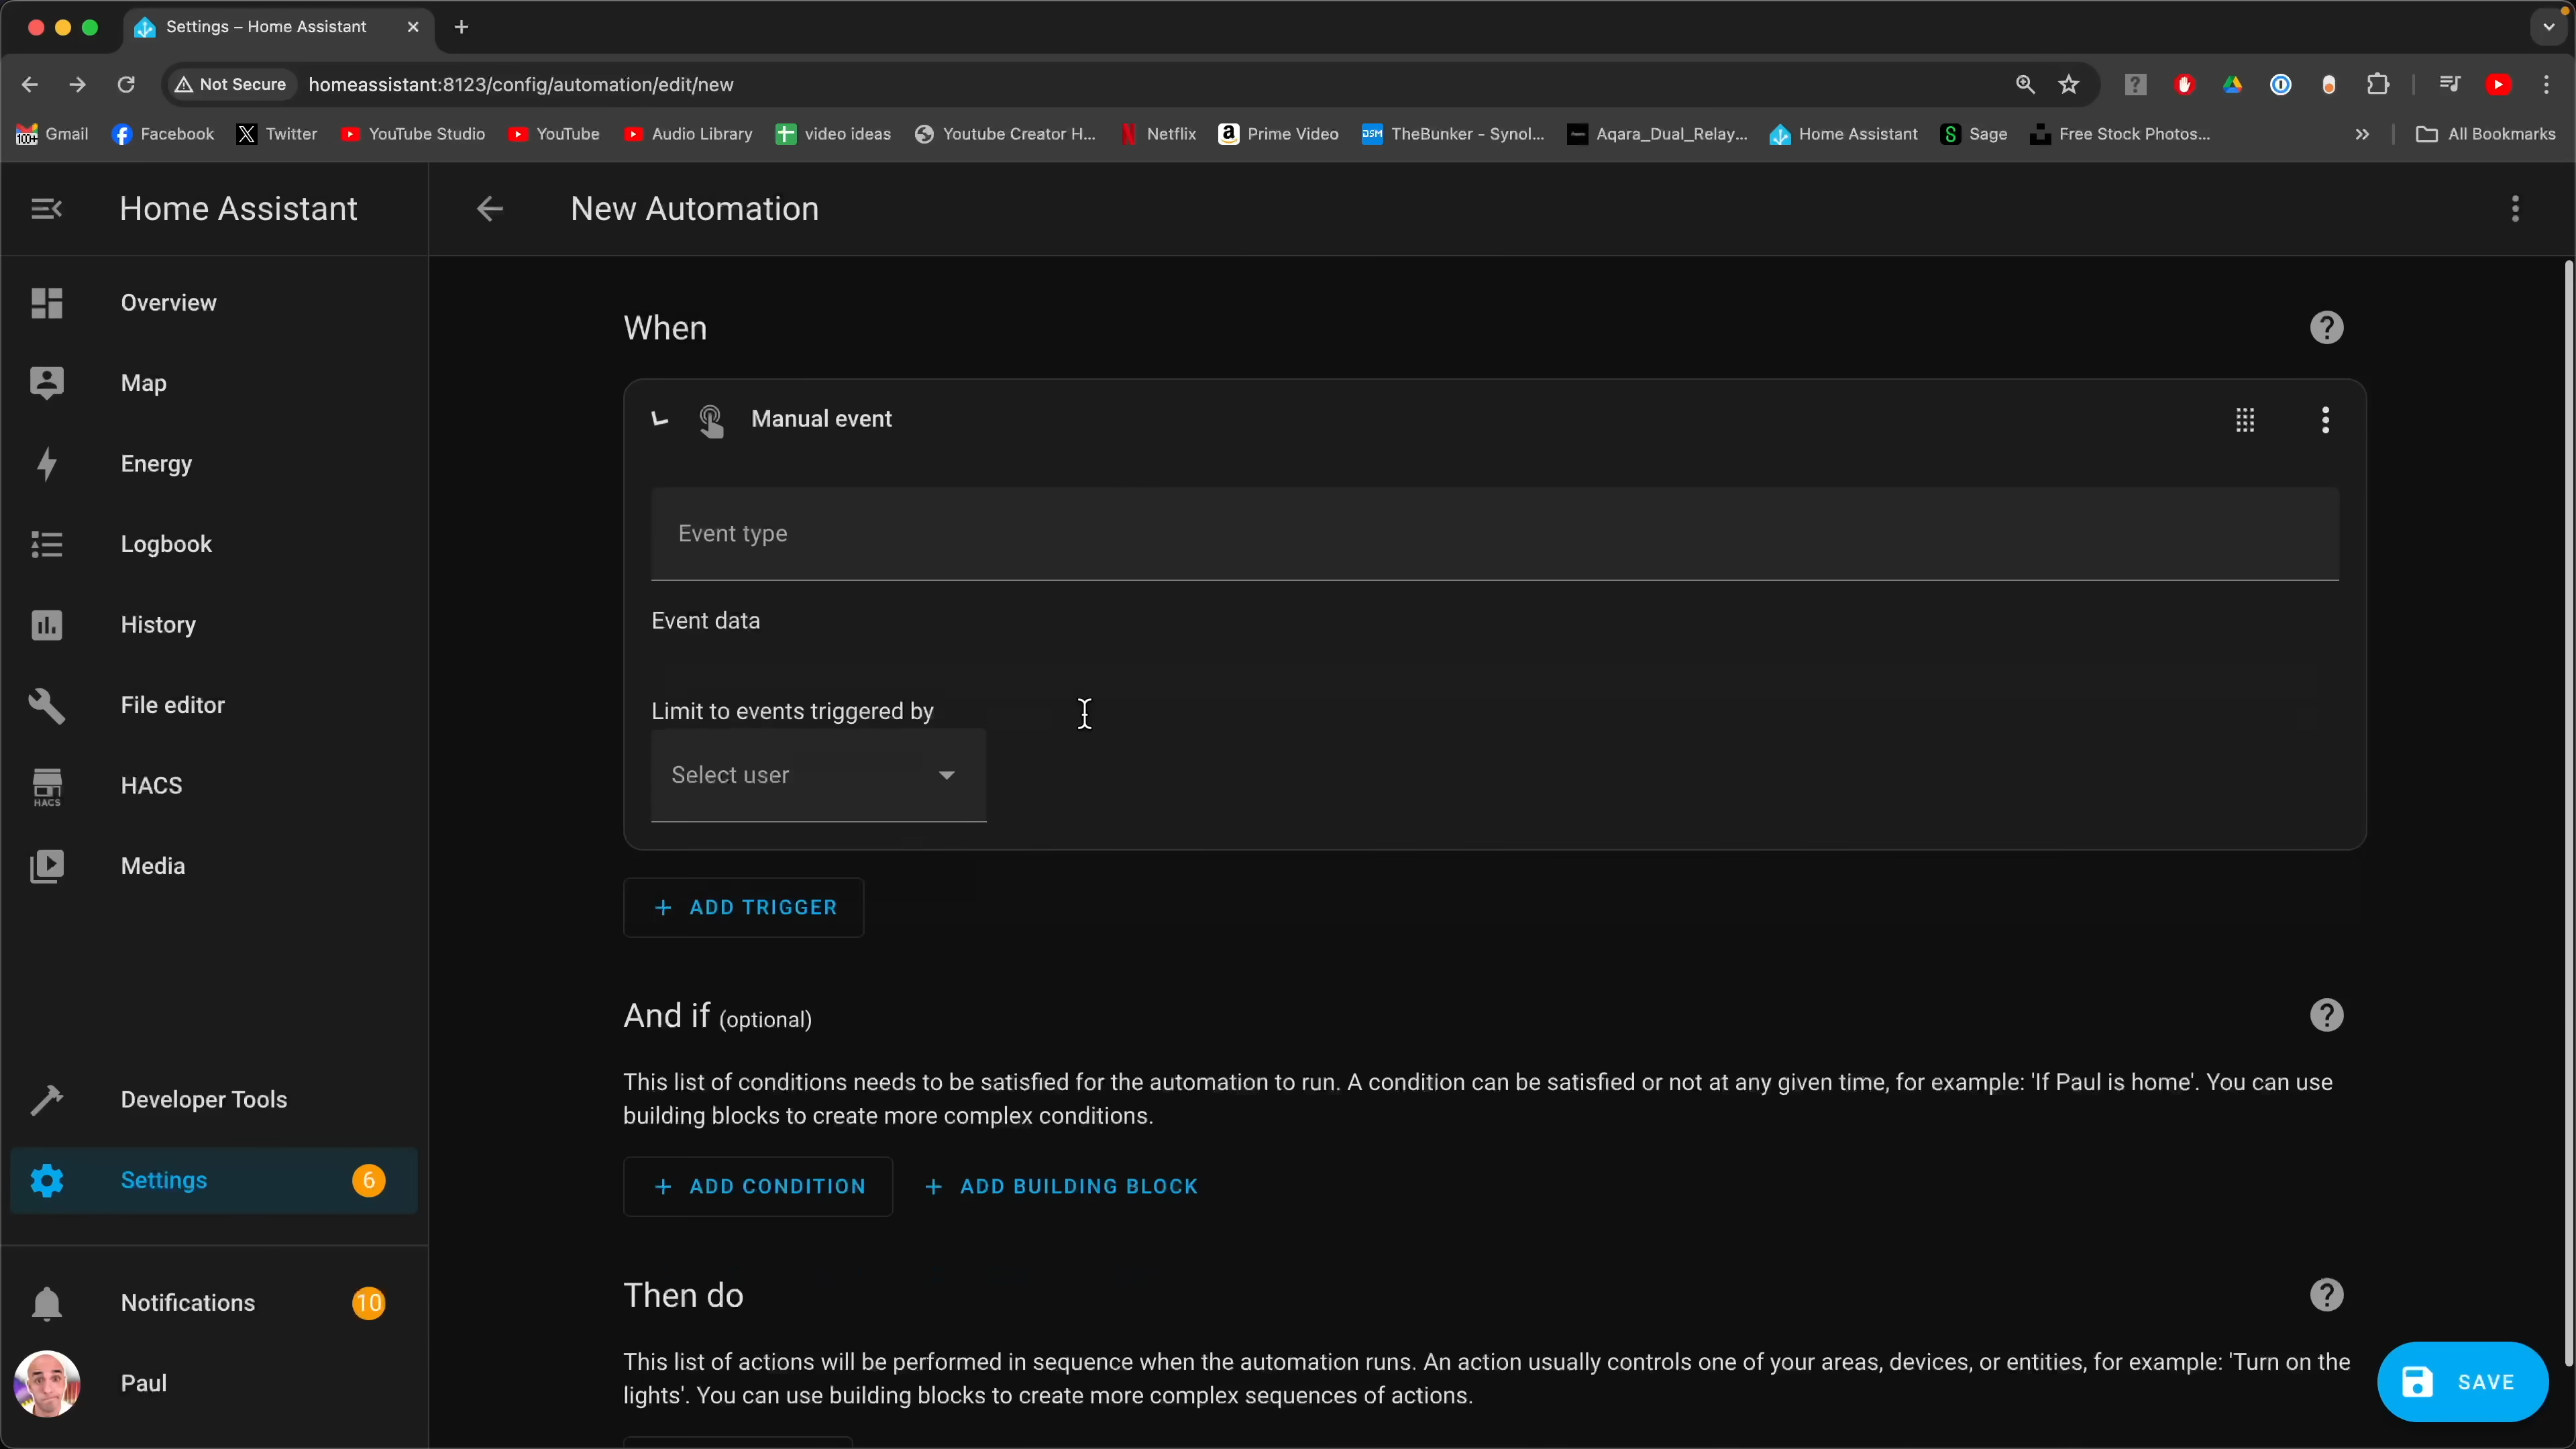 Settings – Home Assistant
Not Secure homeassistant:8123/config/automation/edit/new
100+ Gmail Facebook Twitter YouTube Studio YouTube Audio Library video ideas Youtube Creator H... Netflix Prime Video DSM TheBunker - Synol... Aqara_Dual_Relay... Home Assistant S Sage Free Stock Photos... All Bookmarks
Home Assistant
New Automation
Overview
Map
Energy
Logbook
History
File editor
HACS HACS
Media
Developer Tools
Settings 6
Notifications 10
Paul
When
Manual event
Event type
Event data
Limit to events triggered by
Select user
ADD TRIGGER
And if (optional)
This list of conditions needs to be satisfied for the automation to run. A condition can be satisfied or not at any given time, for example: 'If Paul is home'. You can use
building blocks to create more complex conditions.
ADD CONDITION ADD BUILDING BLOCK
Then do
This list of actions will be performed in sequence when the automation runs. An action usually controls one of your areas, devices, or entities, for example: 'Turn on the
lights'. You can use building blocks to create more complex sequences of actions.
SAVE